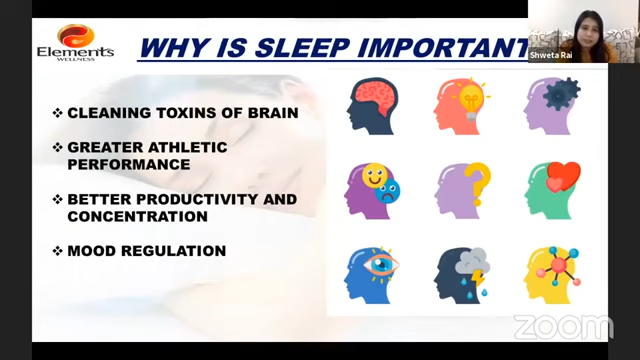 Elements
WELLNESS
WHY IS SLEEP IMPORTANT
Shweta Rai
❖ CLEANING TOXINS OF BRAIN
❖ GREATER ATHLETIC
PERFORMANCE
❖ BETTER PRODUCTIVITY AND
CONCENTRATION
❖ MOOD REGULATION
zoom